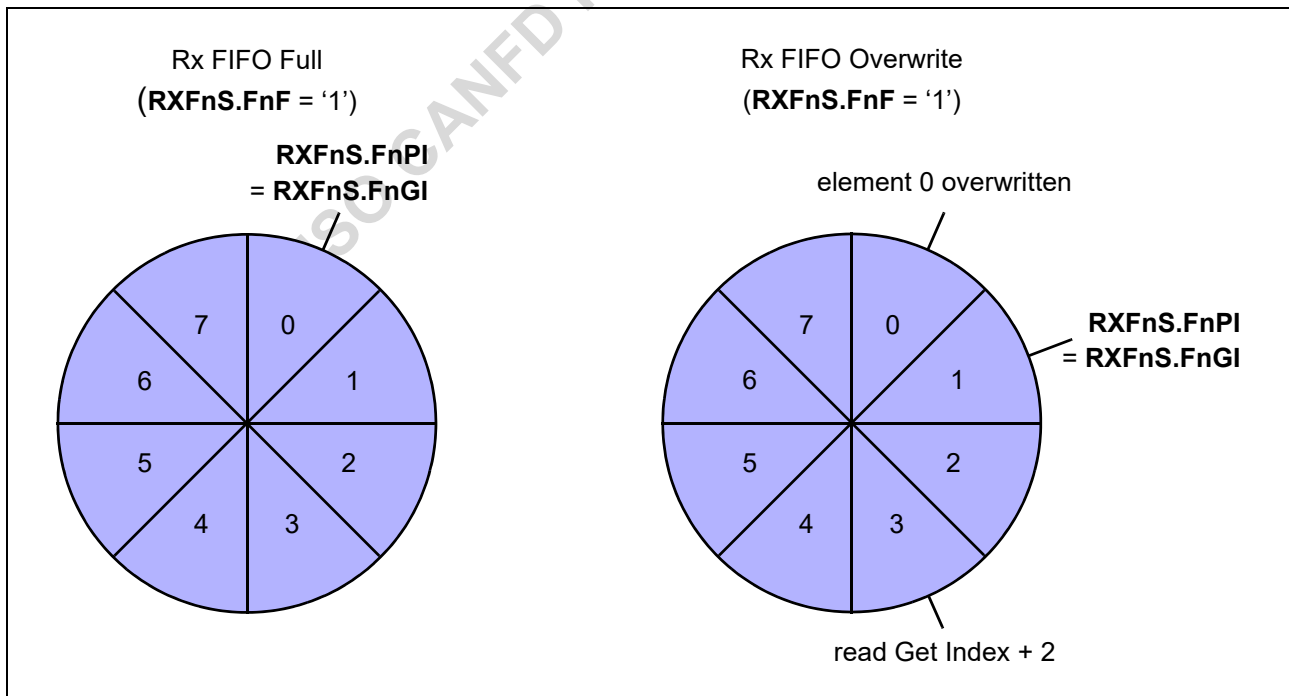 ISO CANFD
Rx FIFO Full
(RXFnS.FnF = ‘1’)
RXFnS.FnPI
= RXFnS.FnGI
7 0
6 1
5 2
4 3
Rx FIFO Overwrite
(RXFnS.FnF = ‘1’)
element 0 overwritten
RXFnS.FnPI
= RXFnS.FnGI
7 0
6 1
5 2
4 3
read Get Index + 2